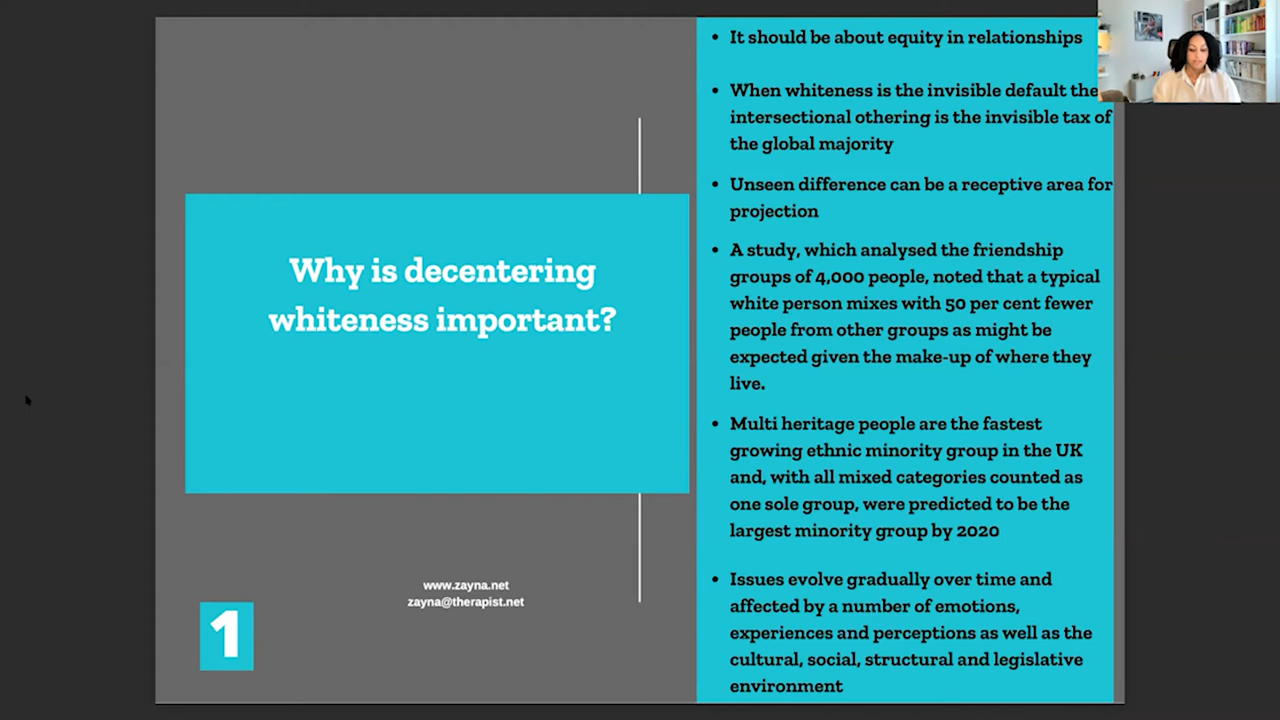 Why is decentering
whiteness important?
www.zayna.net
zayna@therapist.net
1
• It should be about equity in relationships
• When whiteness is the invisible default the
intersectional othering is the invisible tax of
the global majority
• Unseen difference can be a receptive area for
projection
• A study, which analysed the friendship
groups of 4,000 people, noted that a typical
white person mixes with 50 per cent fewer
people from other groups as might be
expected given the make-up of where they
live.
• Multi heritage people are the fastest
growing ethnic minority group in the UK
and, with all mixed categories counted as
one sole group, were predicted to be the
largest minority group by 2020
• Issues evolve gradually over time and
affected by a number of emotions,
experiences and perceptions as well as the
cultural, social, structural and legislative
environment